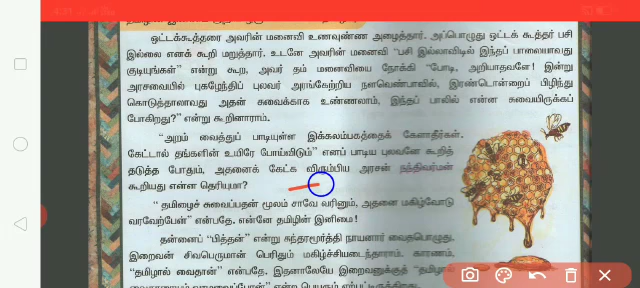 ஒட்டக்கூத்தரை அவரின் மனைவி உணவுண்ண அழைத்தார். அப்பொழுது ஒட்டக் கூத்தர் பசி
இல்லை எனக் கூறி மறுத்தார். உடனே அவரின் மனைவி "பசி இல்லாவிடில் இந்தப் பாலையாவது
குடியுங்கள்" என்று கூற, அவர் தம் மனைவியை நோக்கி "போடி, அறியாதவளே! இன்று
அரசவையில் புகழேந்திப் புலவர் அரங்கேற்றிய நளவெண்பாவில், இரண்டொன்றைப் பிழிந்து
கொடுத்தாலாவது அதன் சுவைக்காக உண்ணலாம், இந்தப் பாலில் என்ன சுவையிருக்கப்
போகிறது?" என்று கூறினாராம்.
"அறம் வைத்துப் பாடியுள்ள இக்கலம்பகத்தைக் கேளாதீர்கள்.
கேட்டால் தங்களின் உயிரே போய்விடும்" எனப் பாடிய புலவனே கூறித்
தடுத்த போதும், அதனைக் கேட்க விரும்பிய அரசன் நந்திவர்மன்
கூறியது என்ன தெரியுமா?
"தமிழைச் சுவைப்பதன் மூலம் சாவே வரினும், அதனை மகிழ்வோடு
வரவேற்பேன்" என்பதே. என்னே தமிழின் இனிமை!
தன்னைப் "பித்தன்" என்று சுந்தரமூர்த்தி நாயனார் வைதபொழுது,
இறைவன் சிவபெருமான் பெரிதும் மகிழ்ச்சியடைந்தாராம். காரணம்,
"தமிழால் வைதான்" என்பதே. இதனாலேயே இறைவனுக்குத் "தமிழால்